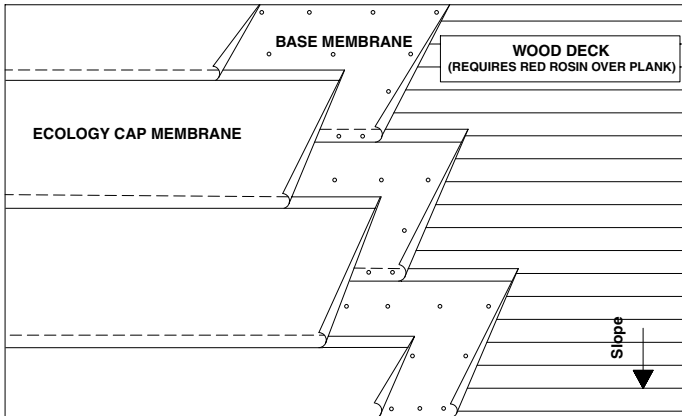 BASE MEMBRANE
WOOD DECK
(REQUIRES RED ROSIN OVER PLANK)
ECOLOGY CAP MEMBRANE
Slope